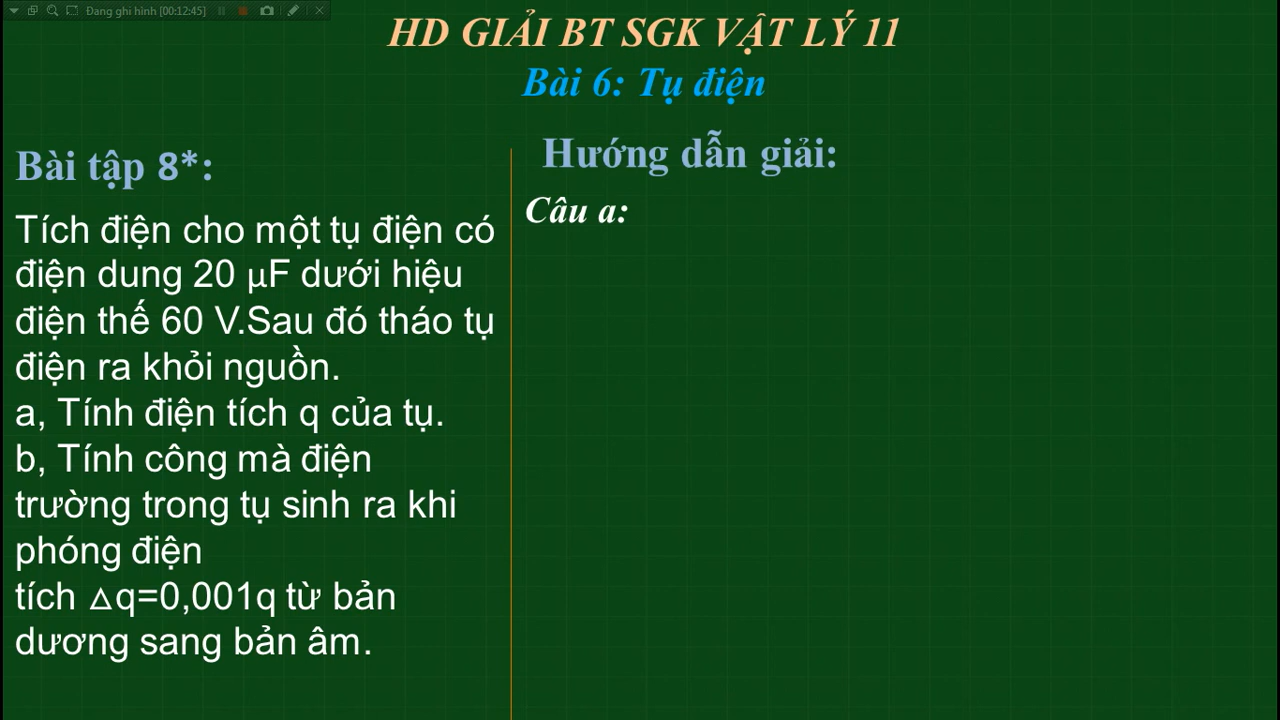 Đang ghi hình [00:12:45]
HD GIẢI BT SGK VẬT LÝ 11
Bài 6: Tụ điện
Bài tập 8*:
Tích điện cho một tụ điện có
điện dung 20 μF dưới hiệu
điện thế 60 V.Sau đó tháo tụ
điện ra khỏi nguồn.
a, Tính điện tích q của tụ.
b, Tính công mà điện
trường trong tụ sinh ra khi
phóng điện
tích △q=0,001q từ bản
dương sang bản âm.
Hướng dẫn giải:
Câu a: